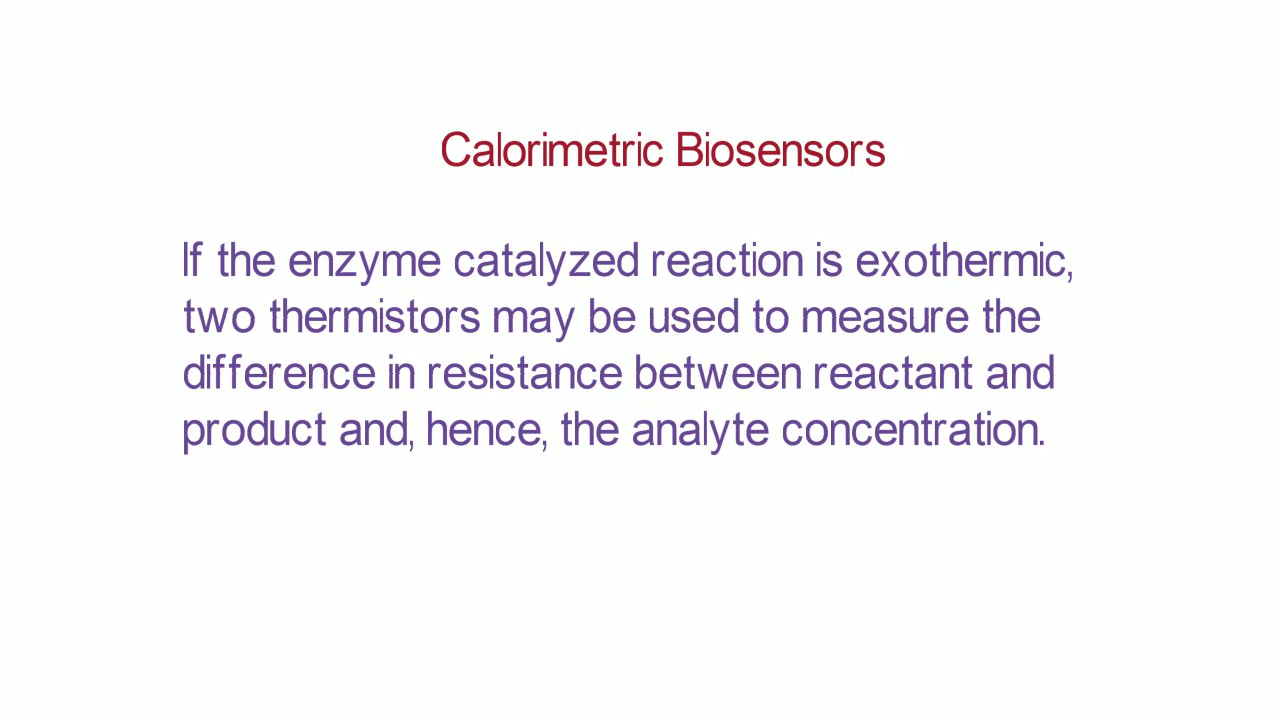 Calorimetric Biosensors
If the enzyme catalyzed reaction is exothermic,
two thermistors may be used to measure the
difference in resistance between reactant and
product and, hence, the analyte concentration.